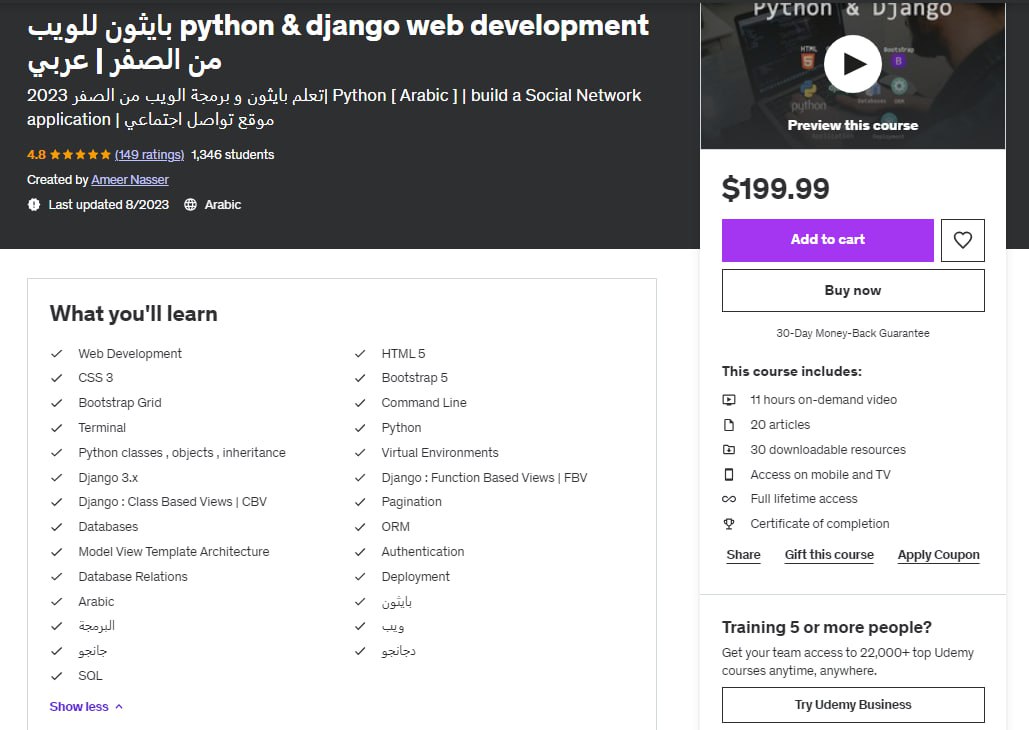 بايثون للويب python & django web development
من الصفر | عربي
تعلم بايثون و برمجة الويب من الصفر 2023| Python [ Arabic ] | build a Social Network
application | موقع تواصل اجتماعي
4.8 (149 ratings) 1,346 students
Created by Ameer Nasser
Last updated 8/2023 Arabic
Python & Django
HTML
5
Bootstrap
B
python
Databases
ORM
Preview this course
$199.99
Add to cart
Buy now
30-Day Money-Back Guarantee
This course includes:
11 hours on-demand video
20 articles
30 downloadable resources
Access on mobile and TV
Full lifetime access
Certificate of completion
Share Gift this course Apply Coupon
Training 5 or more people?
Get your team access to 22,000+ top Udemy
courses anytime, anywhere.
Try Udemy Business
What you'll learn
Web Development
HTML 5
CSS 3
Bootstrap 5
Bootstrap Grid
Command Line
Terminal
Python
Python classes , objects , inheritance
Virtual Environments
Django 3.x
Django : Function Based Views | FBV
Django : Class Based Views | CBV
Pagination
Databases
ORM
Model View Template Architecture
Authentication
Database Relations
Deployment
Arabic
بايثون
البرمجة
ويب
جانجو
دجانجو
SQL
Show less